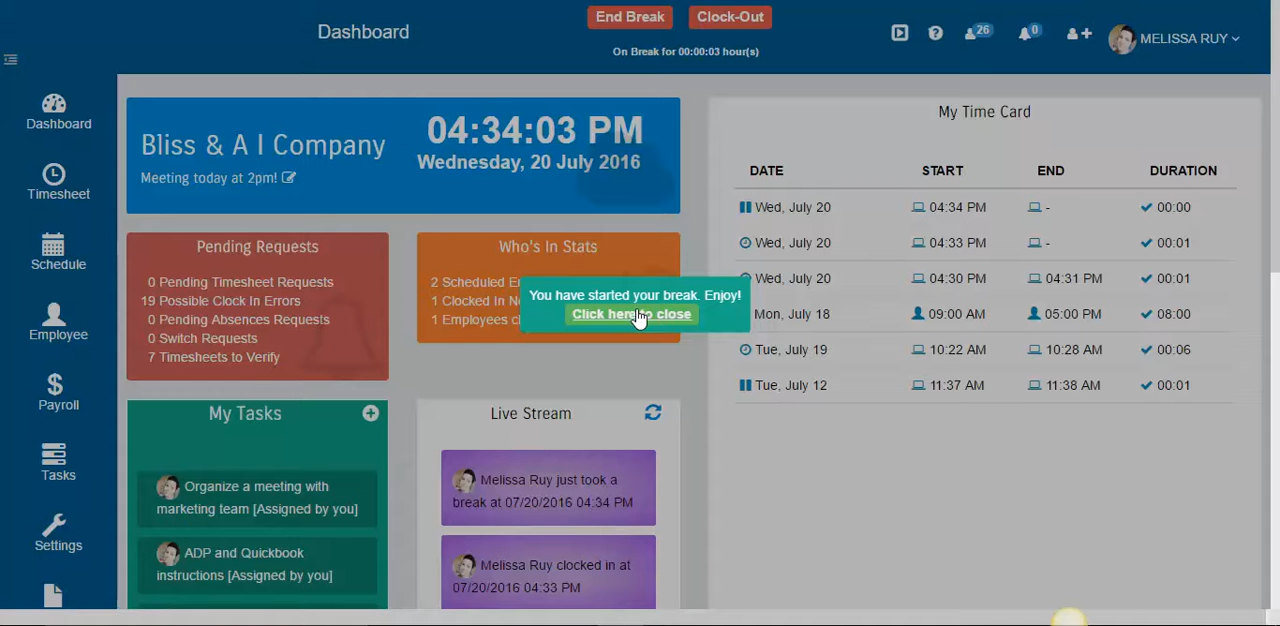 Dashboard
End Break
Clock-Out
On Break for 00:00:03 hour(s)
26
0
MELISSA RUY
Dashboard
Timesheet
Schedule
Employee
Payroll
Tasks
Settings
Bliss & A I Company
Meeting today at 2pm!
04:34:03 PM
Wednesday, 20 July 2016
Pending Requests
0 Pending Timesheet Requests
19 Possible Clock In Errors
0 Pending Absences Requests
0 Switch Requests
7 Timesheets to Verify
Who's In Stats
2 Scheduled
1 Clocked In
1 Employees
You have started your break. Enjoy!
Click here to close
My Tasks
Organize a meeting with
marketing team [Assigned by you]
ADP and Quickbook
instructions [Assigned by you]
Live Stream
Melissa Ruy just took a
break at 07/20/2016 04:34 PM
Melissa Ruy clocked in at
07/20/2016 04:33 PM
My Time Card
DATE START END DURATION
Wed, July 20 04:34 PM - 00:00
Wed, July 20 04:33 PM - 00:01
Wed, July 20 04:30 PM 04:31 PM 00:01
Mon, July 18 09:00 AM 05:00 PM 08:00
Tue, July 19 10:22 AM 10:28 AM 00:06
Tue, July 12 11:37 AM 11:38 AM 00:01